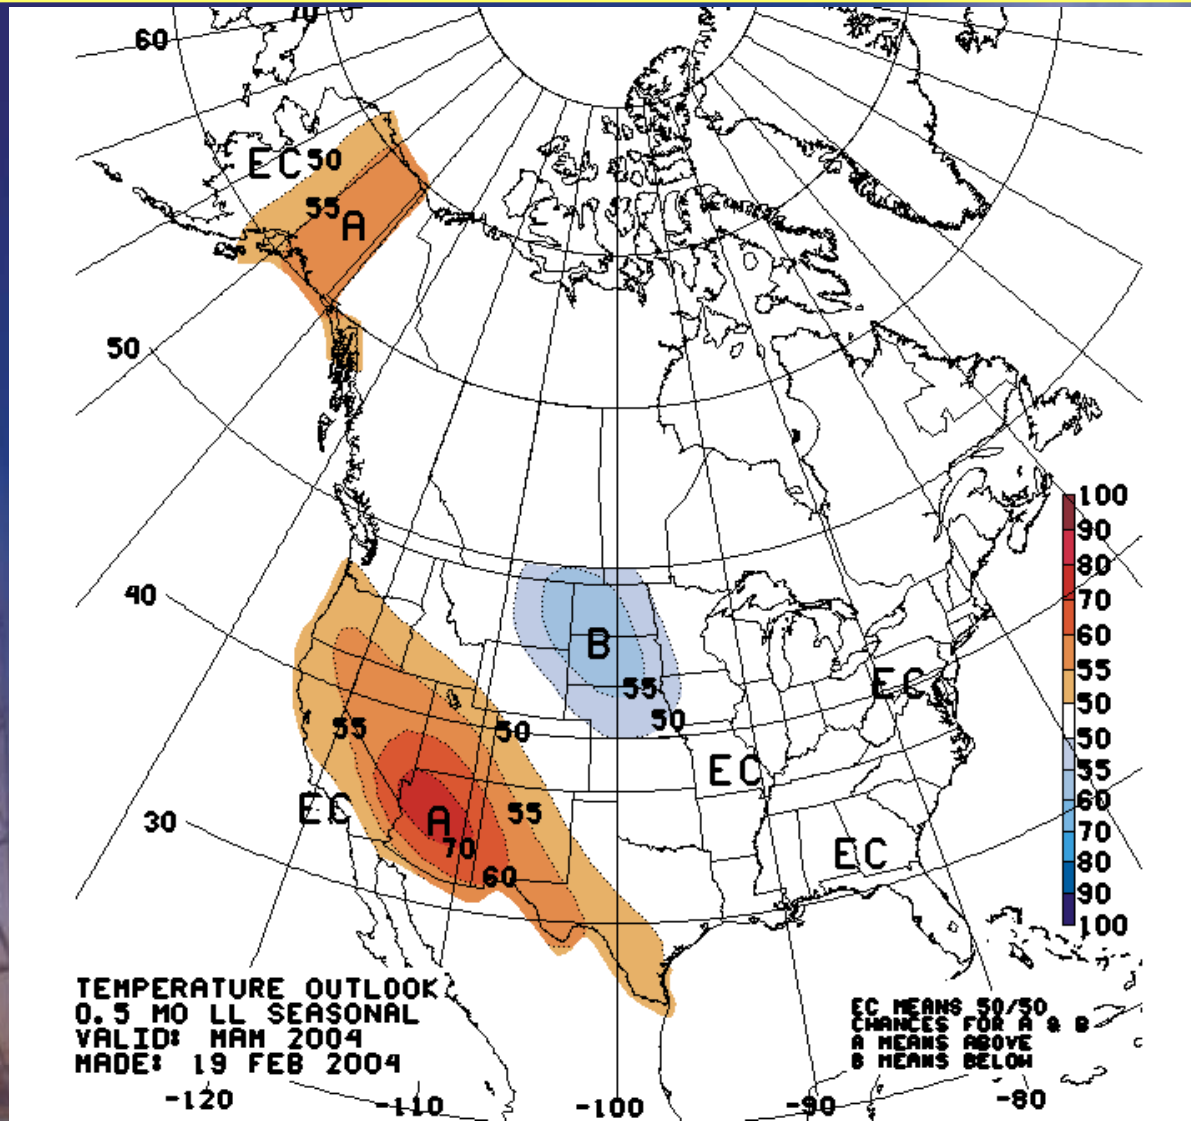 70
60
EC 50
55
A
50
100
90
80
70
40
60
B
55
55
50
EC
50
55
50
50
EC
55
60
30
EC
A
55
70
70
EC
80
60
90
100
TEMPERATURE OUTLOOK
0.5 MO LL SEASONAL
VALID: MAM 2004
MADE: 19 FEB 2004
EC MEANS 50/50
CHANCES FOR A & B
A MEANS ABOVE
B MEANS BELOW
-120 -110 -100 -90 -80